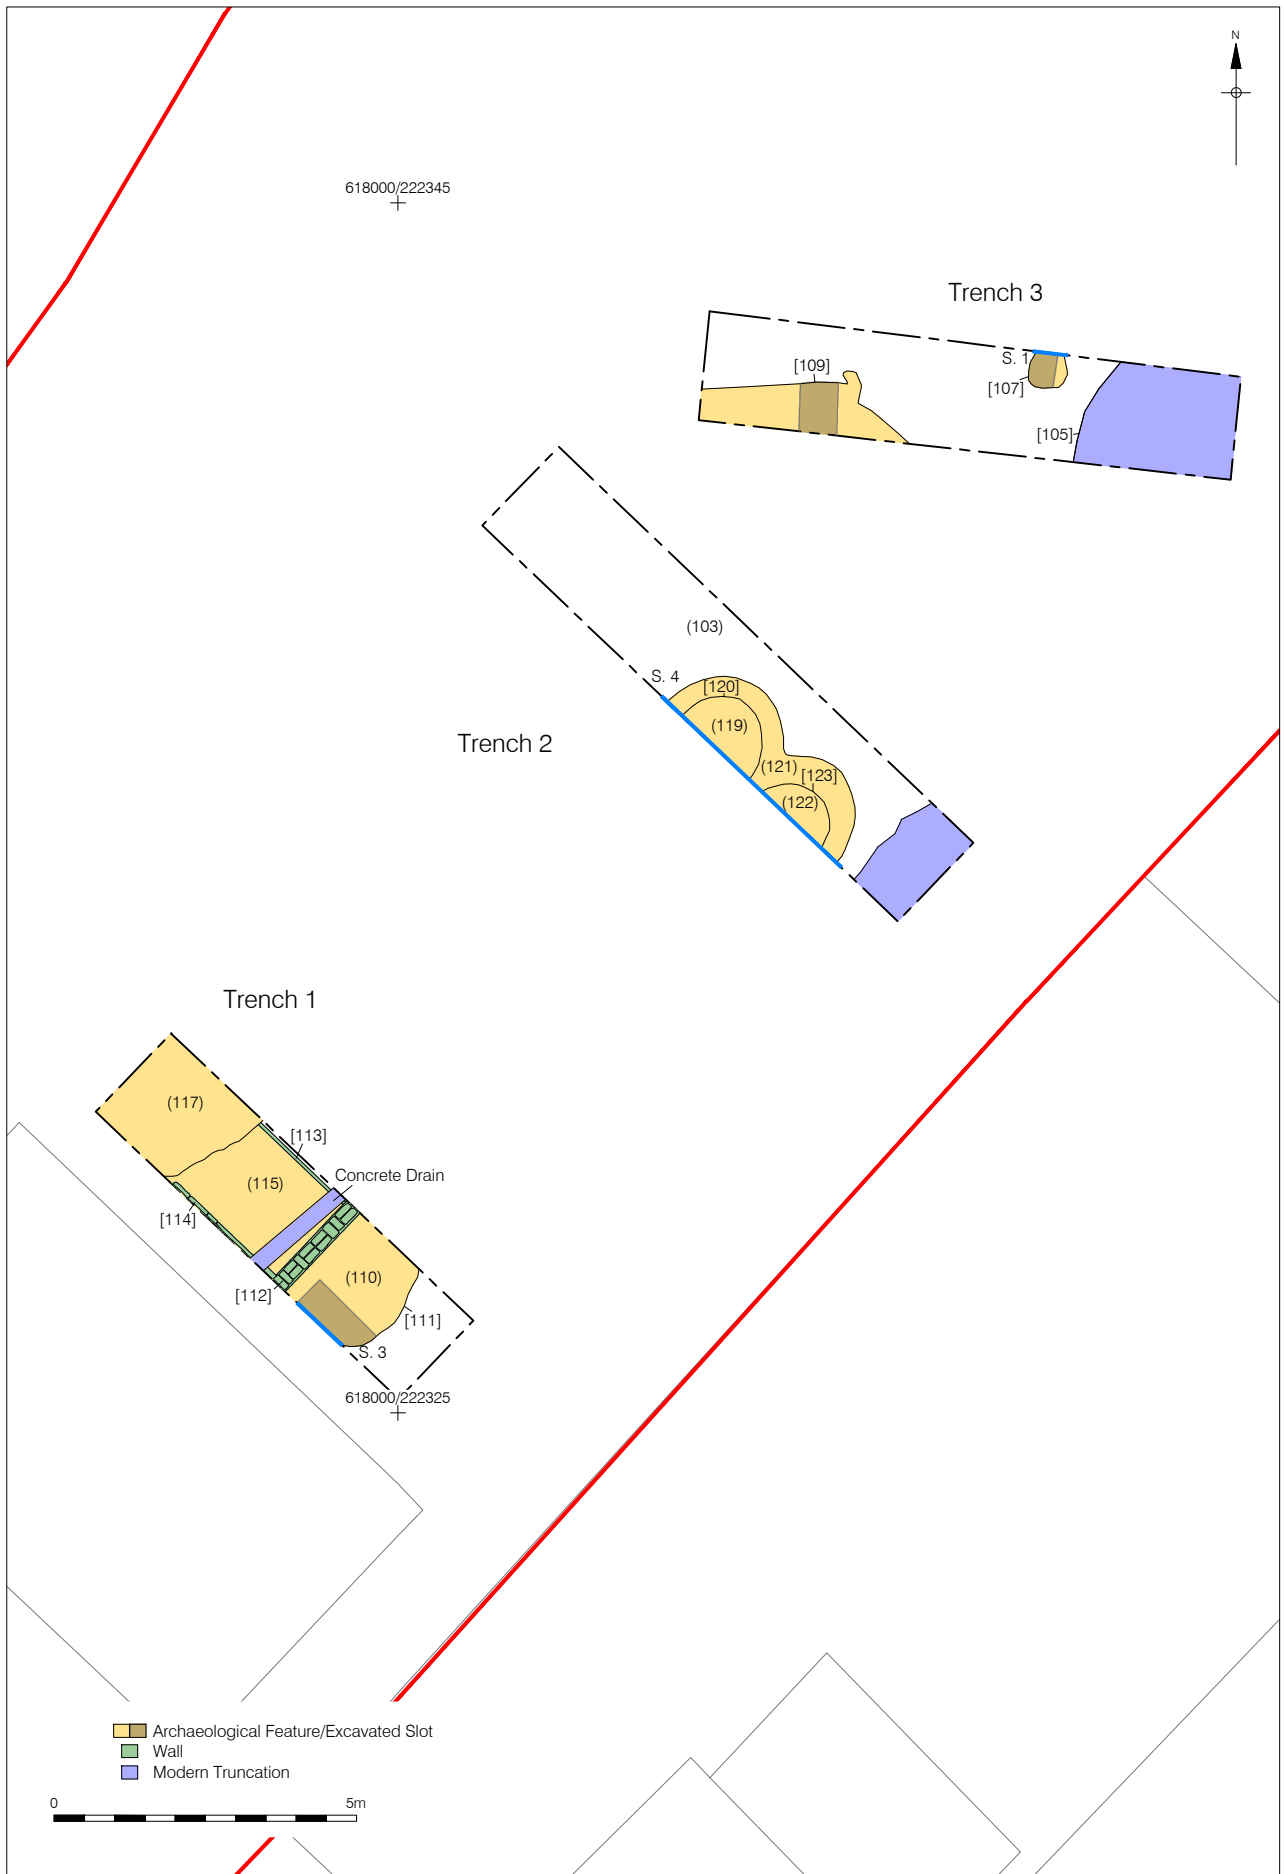 N
618000/222345
Trench 3
S. 1
[109]
[107]
[105]
(103)
S. 4
[120]
(119)
Trench 2
(121)
[123]
(122)
Trench 1
(117)
[113]
Concrete Drain
(115)
[114]
(110)
[112]
[111]
S. 3
618000/222325
Archaeological Feature/Excavated Slot
Wall
Modern Truncation
0 5m